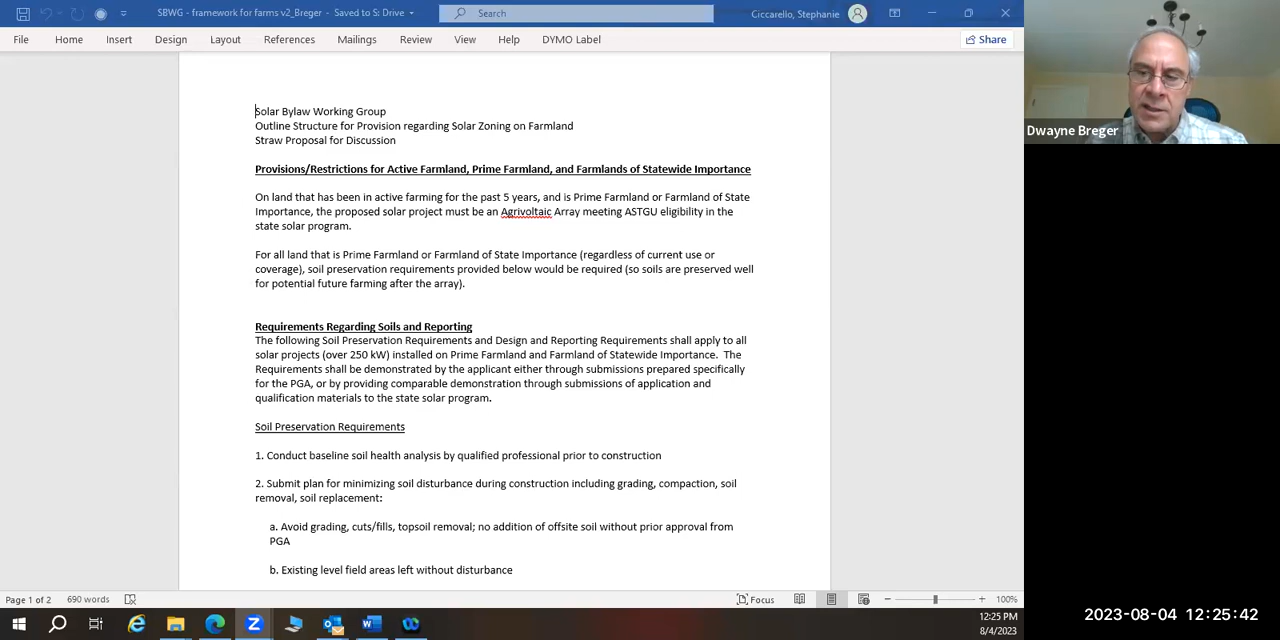 SBWG - framework for farms v2_Breger - Saved to S: Drive
Search
Ciccarello, Stephanie
File Home Insert Design Layout References Mailings Review View Help DYMO Label Share
Solar Bylaw Working Group
Outline Structure for Provision regarding Solar Zoning on Farmland
Straw Proposal for Discussion
Provisions/Restrictions for Active Farmland, Prime Farmland, and Farmlands of Statewide Importance
On land that has been in active farming for the past 5 years, and is Prime Farmland or Farmland of State
Importance, the proposed solar project must be an Agrivoltaic Array meeting ASTGU eligibility in the
state solar program.
For all land that is Prime Farmland or Farmland of State Importance (regardless of current use or
coverage), soil preservation requirements provided below would be required (so soils are preserved well
for potential future farming after the array).
Requirements Regarding Soils and Reporting
The following Soil Preservation Requirements and Design and Reporting Requirements shall apply to all
solar projects (over 250 kW) installed on Prime Farmland and Farmland of Statewide Importance. The
Requirements shall be demonstrated by the applicant either through submissions prepared specifically
for the PGA, or by providing comparable demonstration through submissions of application and
qualification materials to the state solar program.
Soil Preservation Requirements
1. Conduct baseline soil health analysis by qualified professional prior to construction
2. Submit plan for minimizing soil disturbance during construction including grading, compaction, soil
removal, soil replacement:
a. Avoid grading, cuts/fills, topsoil removal; no addition of offsite soil without prior approval from
PGA
b. Existing level field areas left without disturbance
Page 1 of 2 690 words Focus 100%
12:25 PM
8/4/2023
Dwayne Breger
2023-08-04 12:25:42